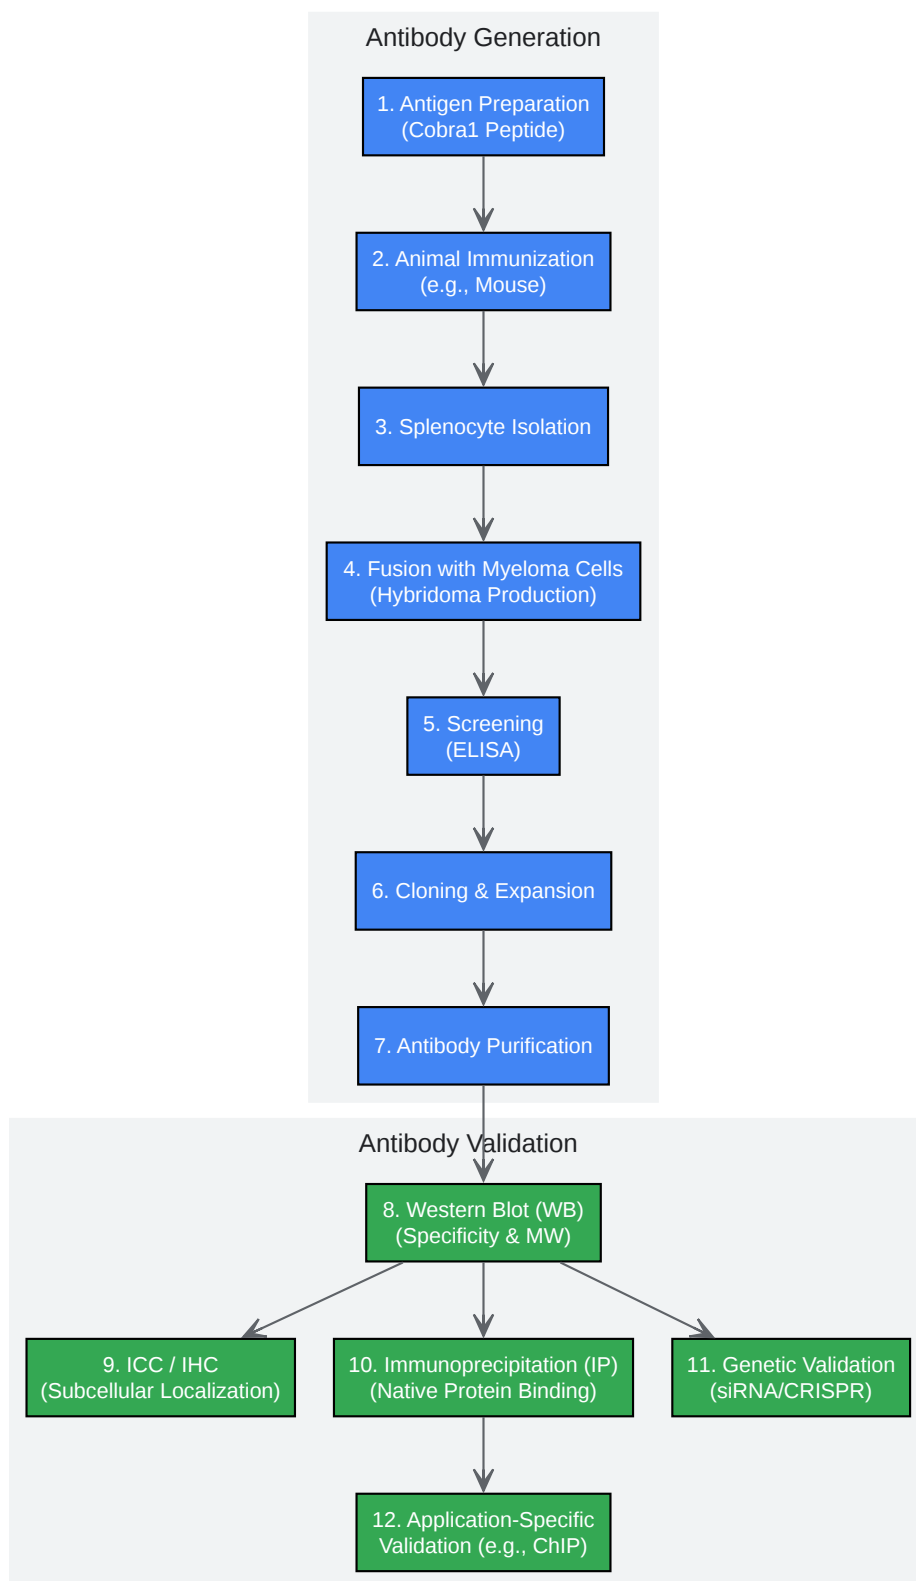 Antibody Generation
1. Antigen Preparation
(Cobra1 Peptide)
2. Animal Immunization
(e.g., Mouse)
3. Splenocyte Isolation
4. Fusion with Myeloma Cells
(Hybridoma Production)
5. Screening
(ELISA)
6. Cloning & Expansion
7. Antibody Purification
Antibody Validation
8. Western Blot (WB)
(Specificity & MW)
9. ICC / IHC
(Subcellular Localization)
10. Immunoprecipitation (IP)
(Native Protein Binding)
11. Genetic Validation
(siRNA/CRISPR)
12. Application-Specific
Validation (e.g., ChIP)